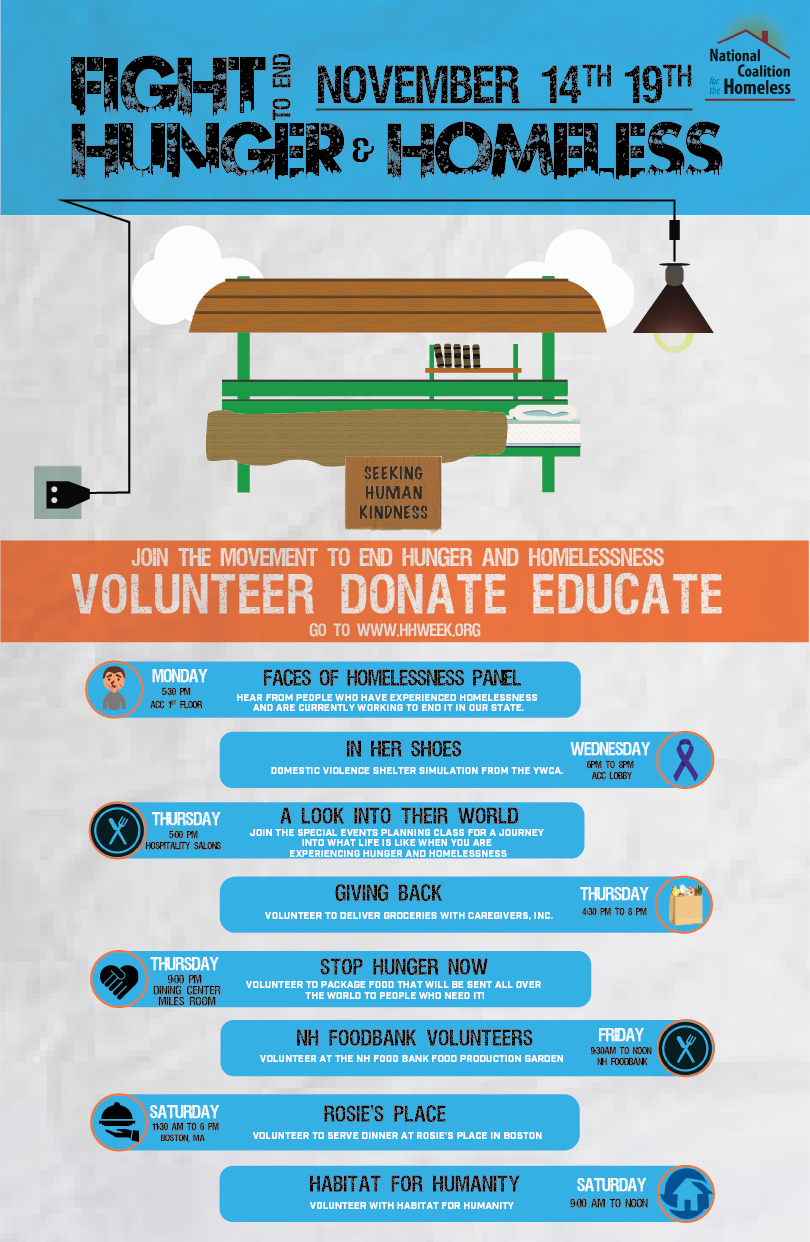 FIGHT TO END NOVEMBER 14TH 19TH
HUNGER & HOMELESS
National
Coalition
for the Homeless
SEEKING
HUMAN
KINDNESS
JOIN THE MOVEMENT TO END HUNGER AND HOMELESSNESS
VOLUNTEER DONATE EDUCATE
GO TO WWW.HHWEEK.ORG
MONDAY
5:30 PM
ACC 1ST FLOOR
FACES OF HOMELESSNESS PANEL
HEAR FROM PEOPLE WHO HAVE EXPERIENCED HOMELESSNESS
AND ARE CURRENTLY WORKING TO END IT IN OUR STATE.
IN HER SHOES
DOMESTIC VIOLENCE SHELTER SIMULATION FROM THE YWCA.
WEDNESDAY
6PM TO 8PM
ACC LOBBY
THURSDAY
5:00 PM
HOSPITALITY SALONS
A LOOK INTO THEIR WORLD
JOIN THE SPECIAL EVENTS PLANNING CLASS FOR A JOURNEY
INTO WHAT LIFE IS LIKE WHEN YOU ARE
EXPERIENCING HUNGER AND HOMELESSNESS
GIVING BACK
VOLUNTEER TO DELIVER GROCERIES WITH CAREGIVERS, INC.
THURSDAY
4:30 PM TO 8 PM
THURSDAY
9:00 PM
DINING CENTER
MILES ROOM
STOP HUNGER NOW
VOLUNTEER TO PACKAGE FOOD THAT WILL BE SENT ALL OVER
THE WORLD TO PEOPLE WHO NEED IT!
NH FOODBANK VOLUNTEERS
VOLUNTEER AT THE NH FOOD BANK FOOD PRODUCTION GARDEN
FRIDAY
9:30AM TO NOON
NH FOODBANK
SATURDAY
11:30 AM TO 6 PM
BOSTON, MA
ROSIE'S PLACE
VOLUNTEER TO SERVE DINNER AT ROSIE'S PLACE IN BOSTON
HABITAT FOR HUMANITY
VOLUNTEER WITH HABITAT FOR HUMANITY
SATURDAY
9:00 AM TO NOON